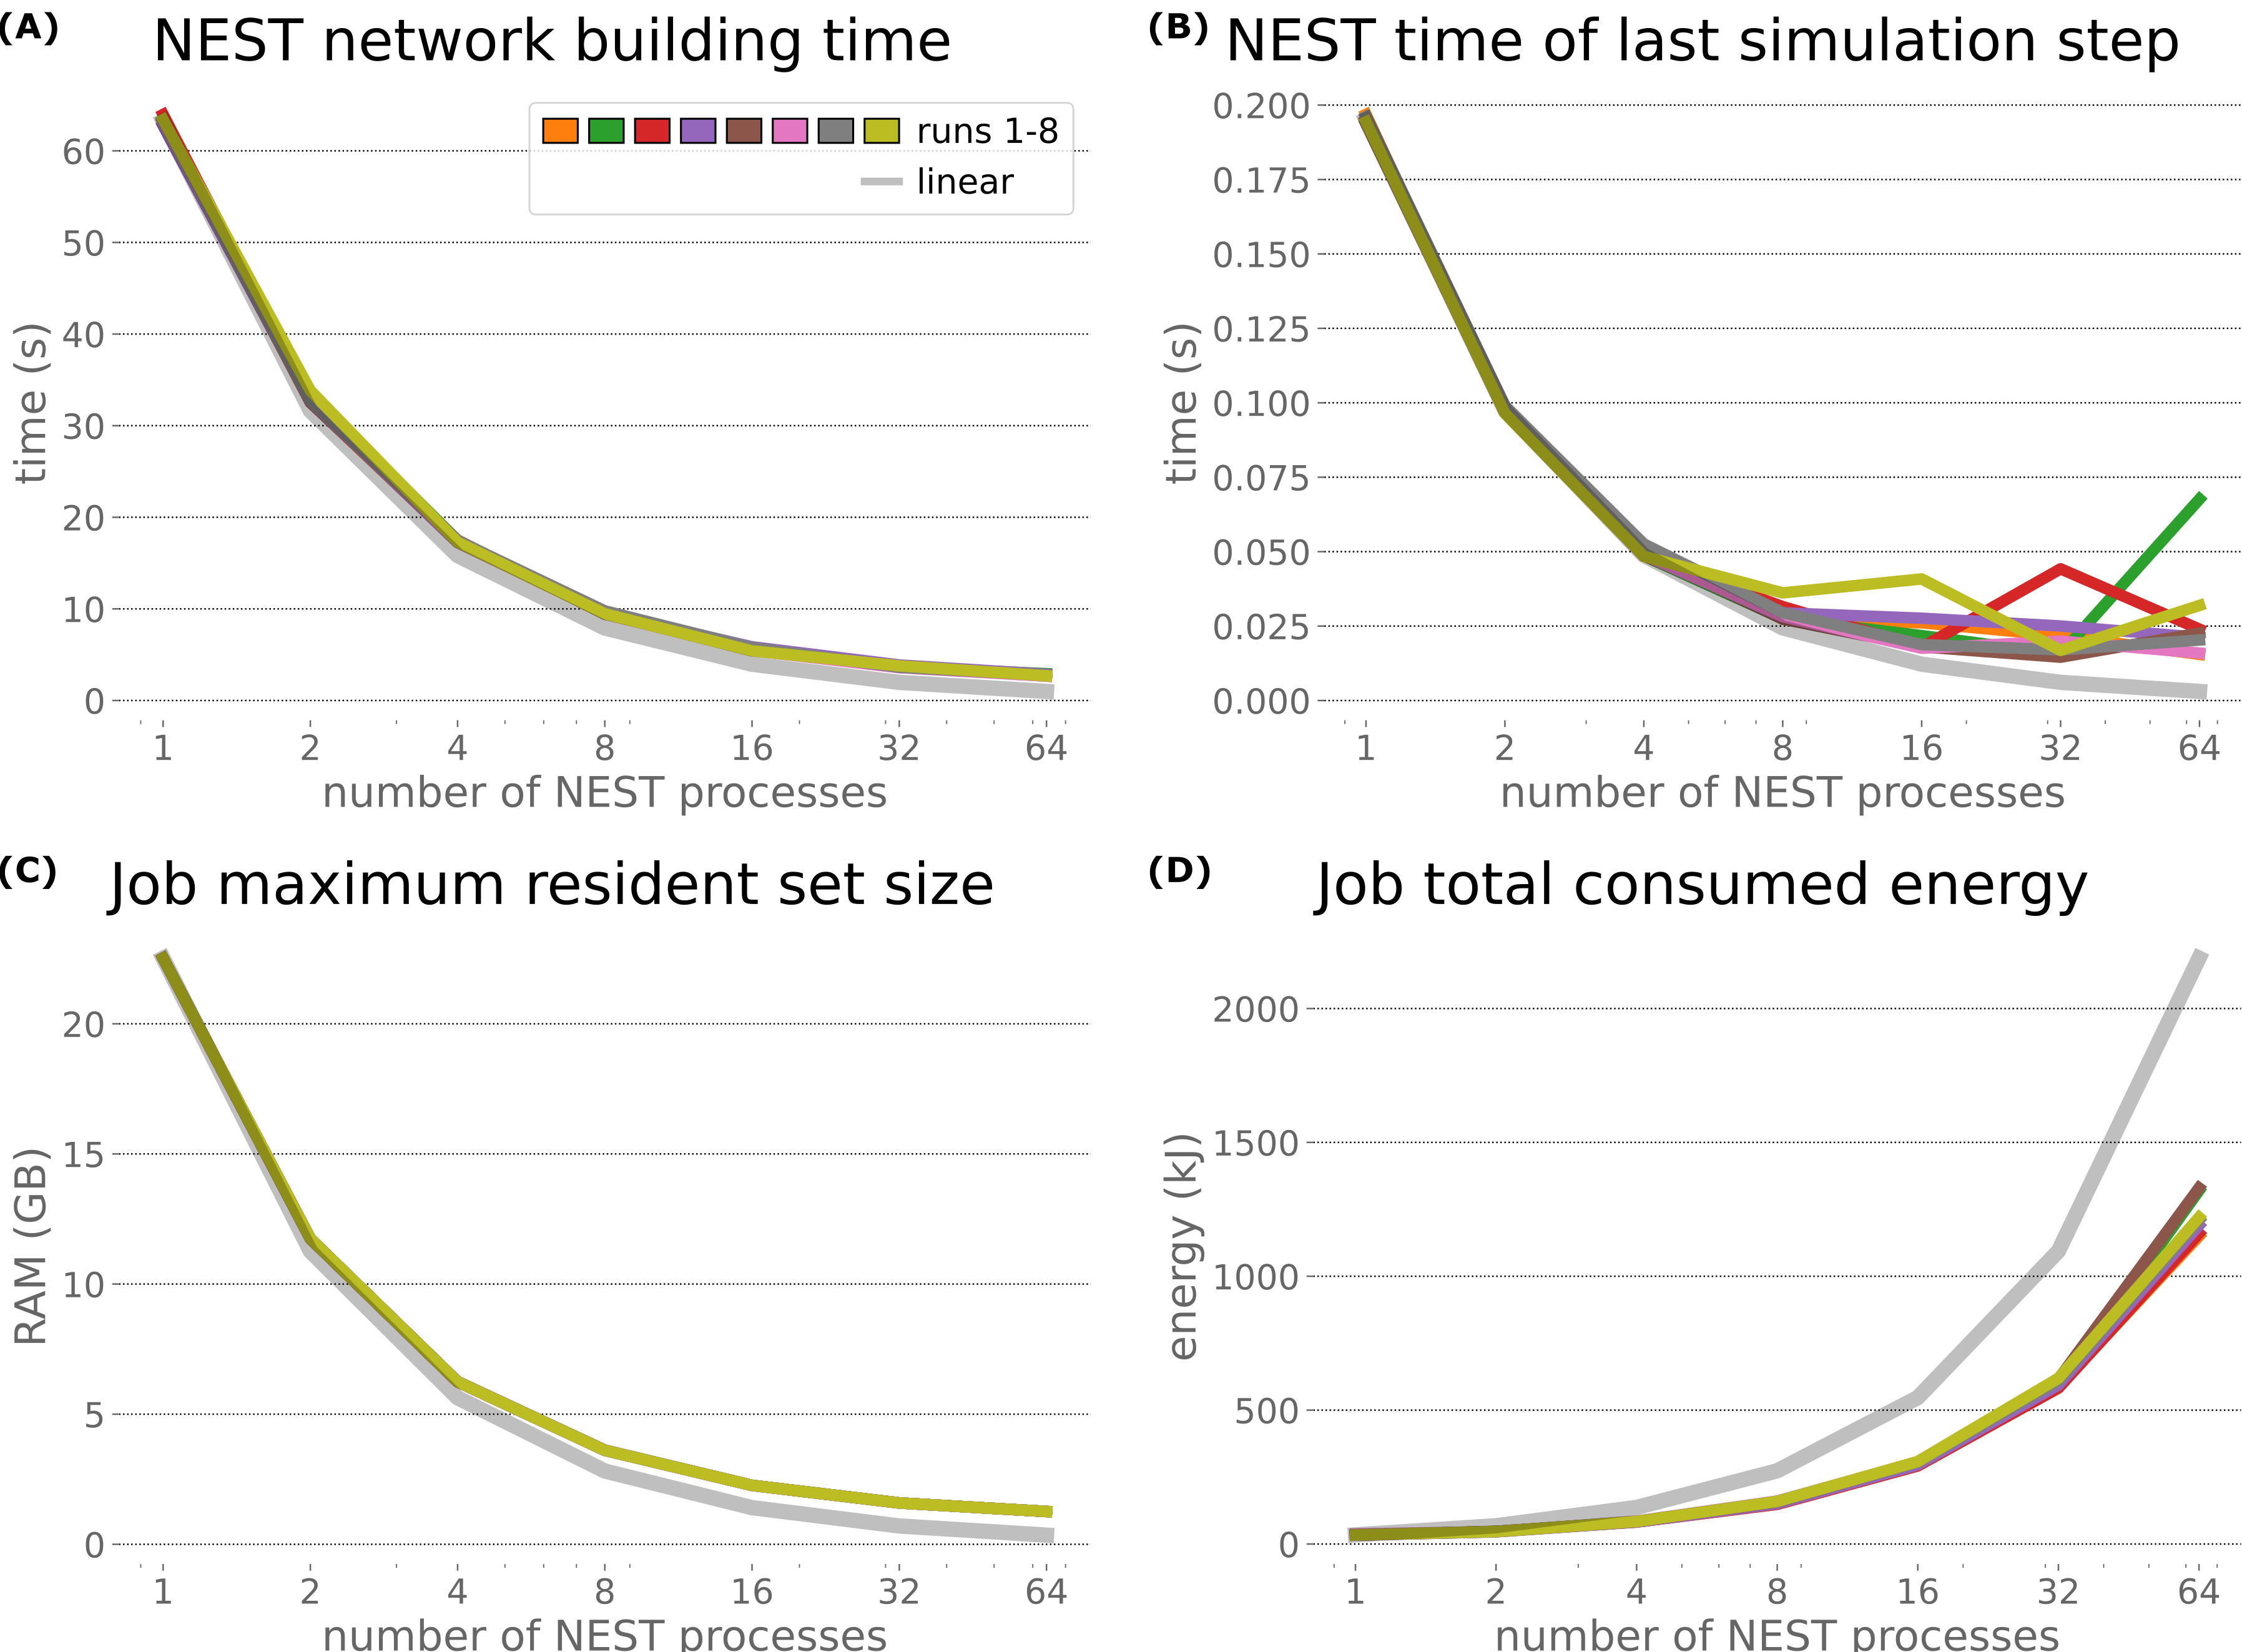 (A) NEST network building time
runs 1-8
linear
60
50
40
30
20
10
0
time (s)
1 2 4 8 16 32 64
number of NEST processes
(B) NEST time of last simulation step
0.200
0.175
0.150
0.125
0.100
0.075
0.050
0.025
0.000
time (s)
1 2 4 8 16 32 64
number of NEST processes
(C) Job maximum resident set size
20
15
10
5
0
RAM (GB)
1 2 4 8 16 32 64
number of NEST processes
(D) Job total consumed energy
2000
1500
1000
500
0
energy (kJ)
1 2 4 8 16 32 64
number of NEST processes